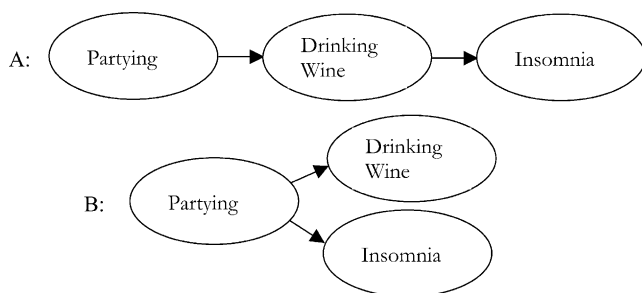 A:
Partying
Drinking
Wine
Insomnia
B:
Partying
Drinking
Wine
Insomnia